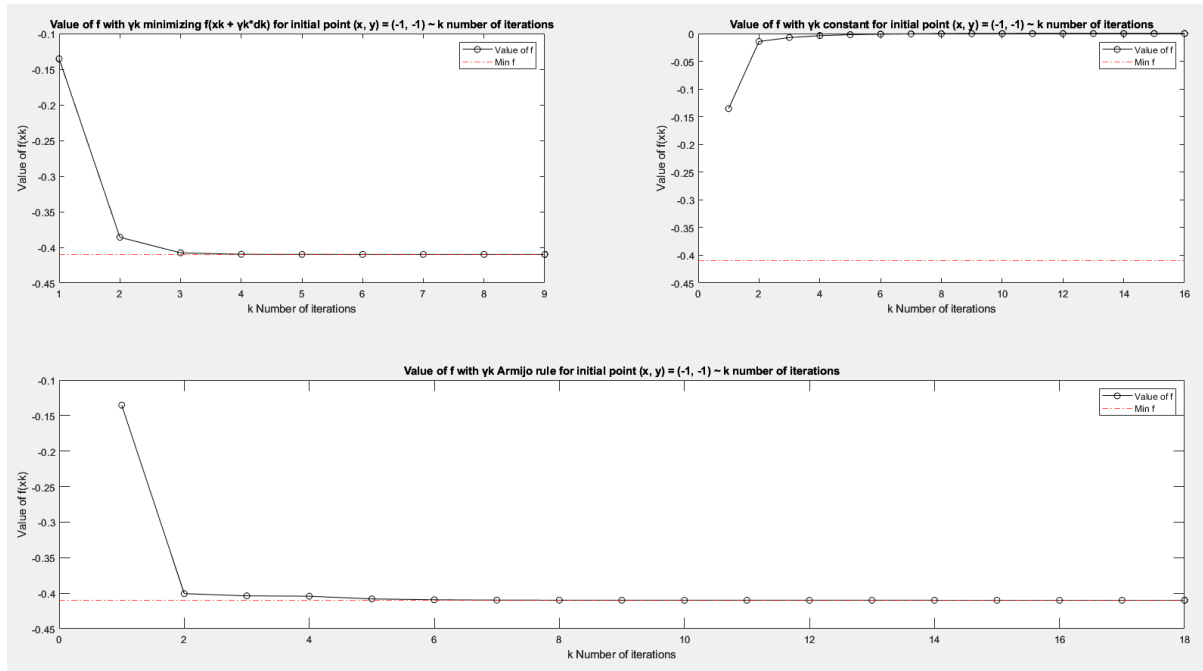 Value of f with γk minimizing f(xk + γk*dk) for initial point (x, y) = (-1, -1) ~ k number of iterations
-0.1
-0.15
-0.2
-0.25
-0.3
-0.35
-0.4
-0.45
Value of f(xk)
Value of f
Min f
1 2 3 4 5 6 7 8 9
k Number of iterations
Value of f with γk constant for initial point (x, y) = (-1, -1) ~ k number of iterations
0
-0.05
-0.1
-0.15
-0.2
-0.25
-0.3
-0.35
-0.4
-0.45
Value of f(xk)
Value of f
Min f
0 2 4 6 8 10 12 14 16
k Number of iterations
Value of f with γk Armijo rule for initial point (x, y) = (-1, -1) ~ k number of iterations
-0.1
-0.15
-0.2
-0.25
-0.3
-0.35
-0.4
-0.45
Value of f(xk)
Value of f
Min f
0 2 4 6 8 10 12 14 16 18
k Number of iterations